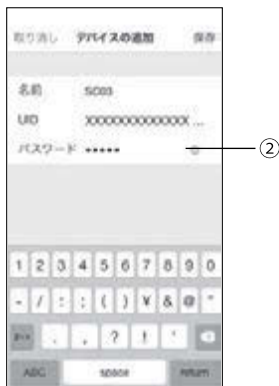 取り消し デバイスの追加 保存
名前 SC03
UID XXXXXXXXXXXXX ...
パスワード •••••
②
1 2 3 4 5 6 7 8 9 0
- / : ; ( ) ¥ & @ "
. , ? ! '
ABC space return